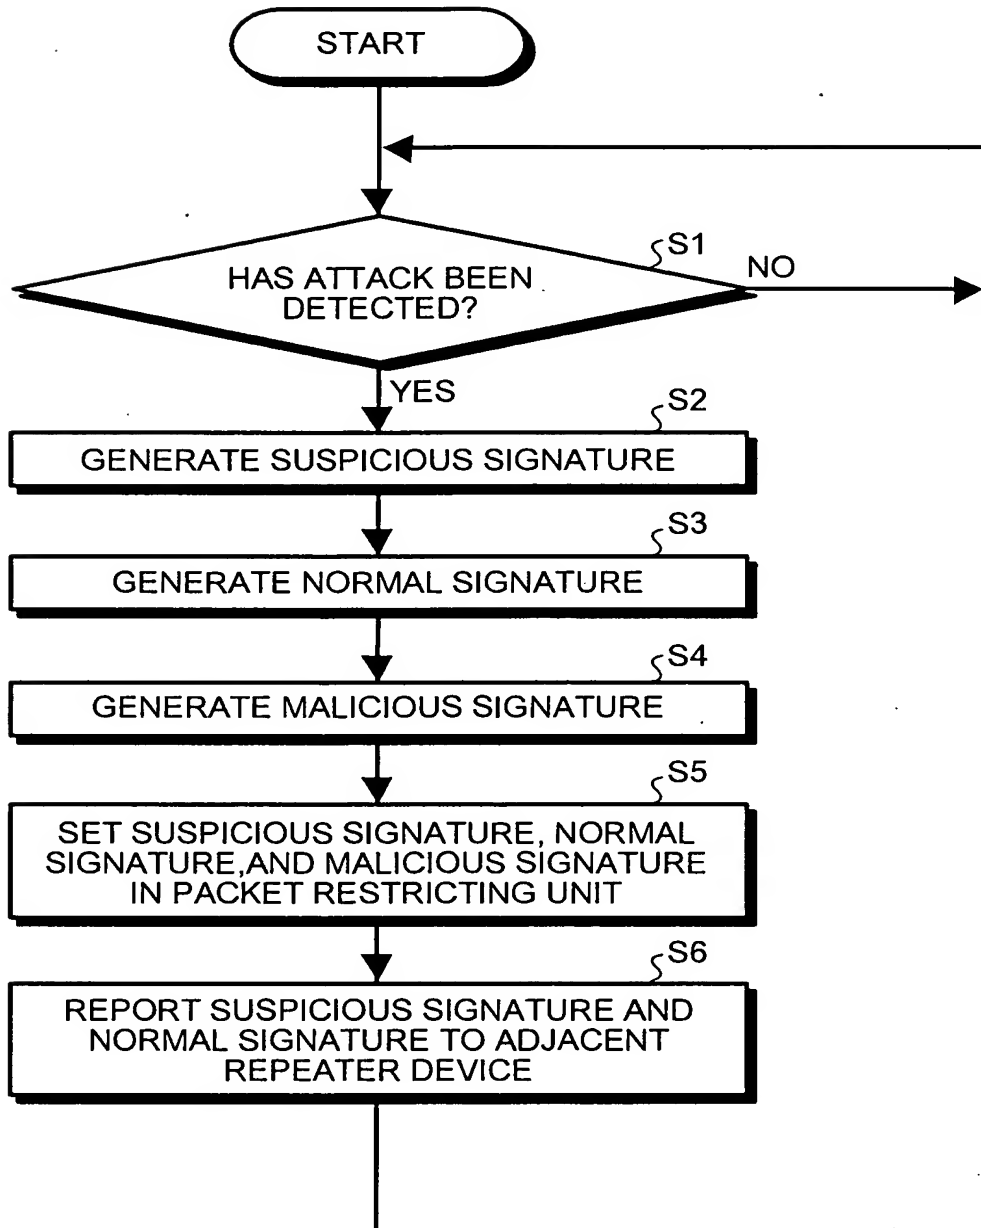 START
S1
HAS ATTACK BEEN
DETECTED?
NO
YES
S2
GENERATE SUSPICIOUS SIGNATURE
S3
GENERATE NORMAL SIGNATURE
S4
GENERATE MALICIOUS SIGNATURE
S5
SET SUSPICIOUS SIGNATURE, NORMAL
SIGNATURE,AND MALICIOUS SIGNATURE
IN PACKET RESTRICTING UNIT
S6
REPORT SUSPICIOUS SIGNATURE AND
NORMAL SIGNATURE TO ADJACENT
REPEATER DEVICE